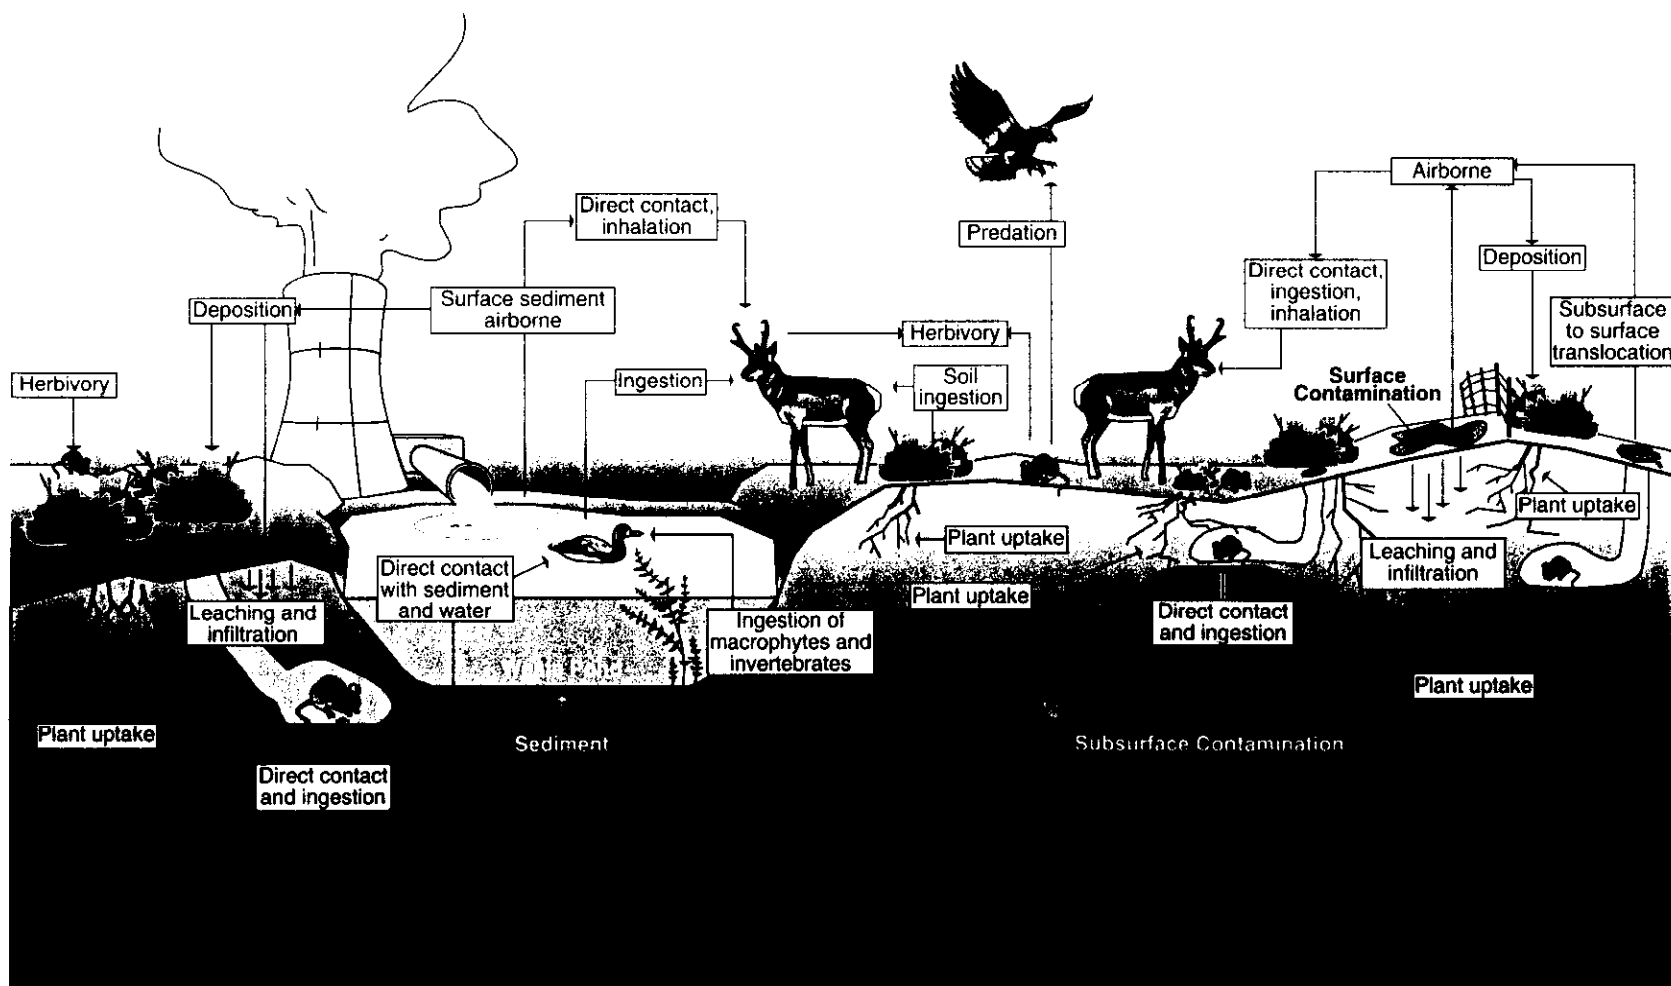 Airborne
Direct contact,
inhalation
Predation
Deposition
Direct contact,
ingestion,
inhalation
Surface sediment
airborne
Deposition
Subsurface
to surface
translocation
Herbivory
Herbivory
Ingestion
Soil
ingestion
Surface
Contamination
Plant uptake
Plant uptake
Leaching and
infiltration
Direct contact
with sediment
and water
Plant uptake
Leaching and
infiltration
Ingestion of
macrophytes and
invertebrates
Direct contact
and ingestion
Plant uptake
Plant uptake
Sediment
Subsurface Contamination
Direct contact
and ingestion